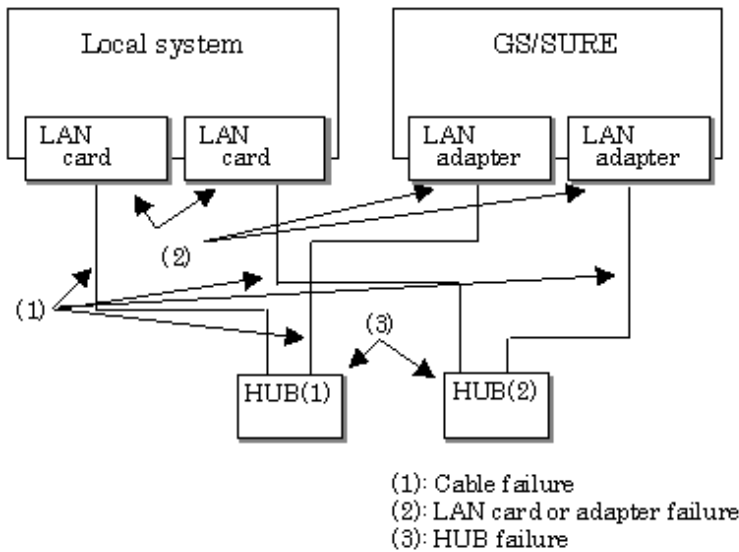 Local system
GS/SURE
LAN
card
LAN
card
LAN
adapter
LAN
adapter
(2)
(1)
(3)
HUB(1)
HUB(2)
(1): Cable failure
(2): LAN card or adapter failure
(3): HUB failure